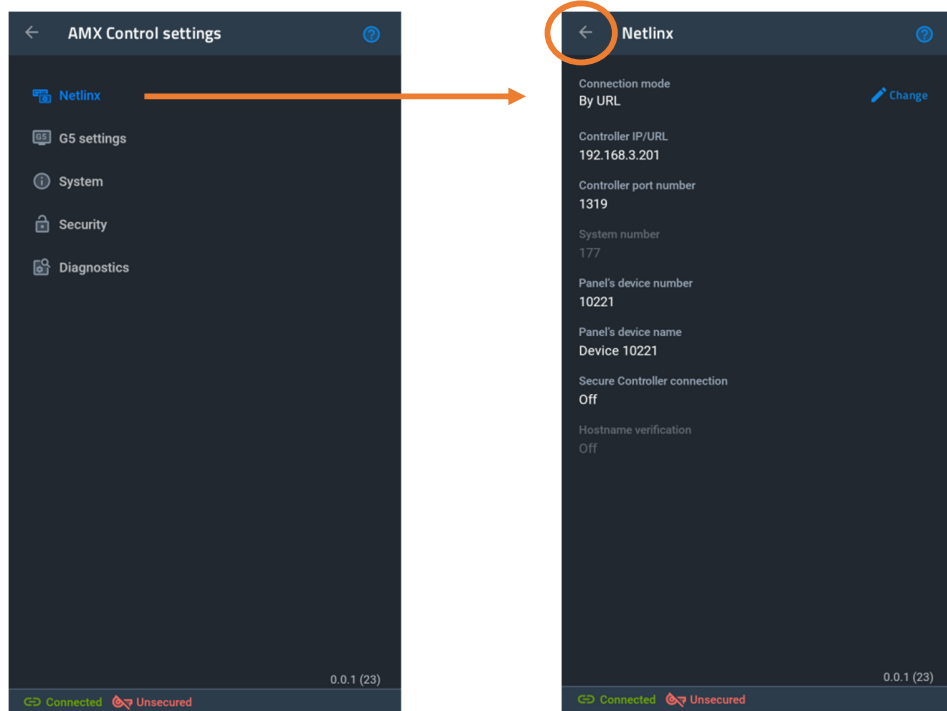 AMX Control settings
Netlinx
G5 settings
System
Security
Diagnostics
0.0.1 (23)
Connected Unsecured
Netlinx
Connection mode
By URL
Change
Controller IP/URL
192.168.3.201
Controller port number
1319
System number
177
Panel's device number
10221
Panel's device name
Device 10221
Secure Controller connection
Off
Hostname verification
Off
0.0.1 (23)
Connected Unsecured